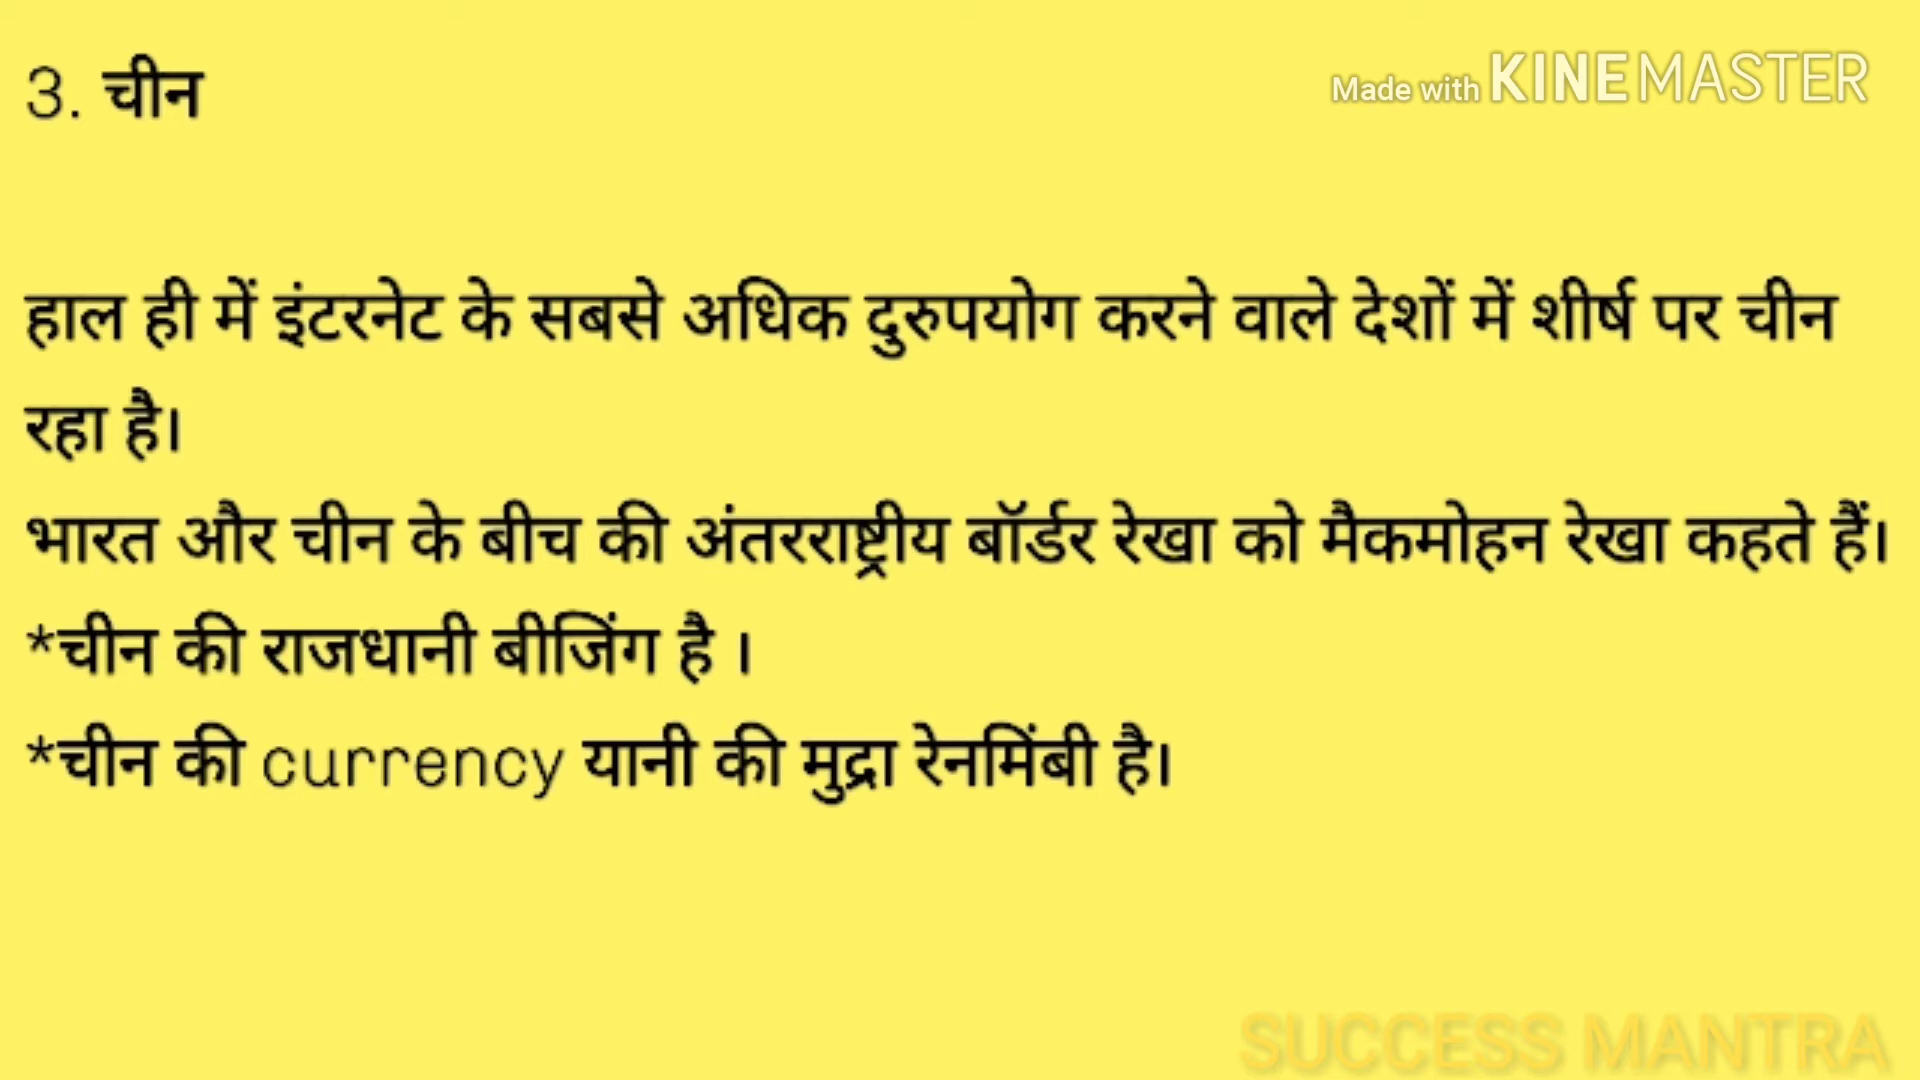 3. चीन
Made with KINEMASTER
हाल ही में इंटरनेट के सबसे अधिक दुरुपयोग करने वाले देशों में शीर्ष पर चीन
रहा है।
भारत और चीन के बीच की अंतरराष्ट्रीय बॉर्डर रेखा को मैकमोहन रेखा कहते हैं।
*चीन की राजधानी बीजिंग है ।
*चीन की currency यानी की मुद्रा रेनमिंबी है।
SUCCESS MANTRA